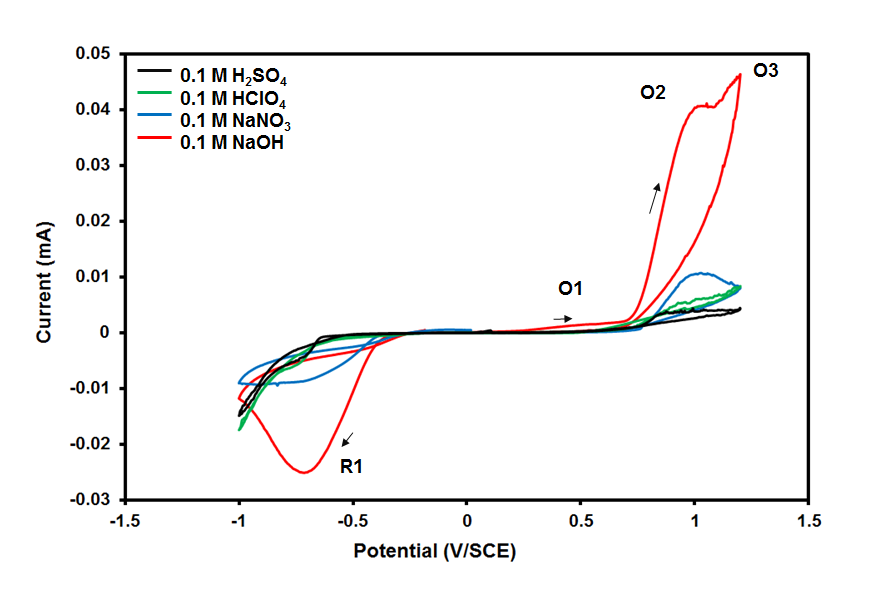 0.05
0.04
0.03
0.02
0.01
0
-0.01
-0.02
-0.03
Current (mA)
0.1 M H₂SO₄
0.1 M HClO₄
0.1 M NaNO₃
0.1 M NaOH
O1
O2
O3
R1
-1.5 -1 -0.5 0 0.5 1 1.5
Potential (V/SCE)